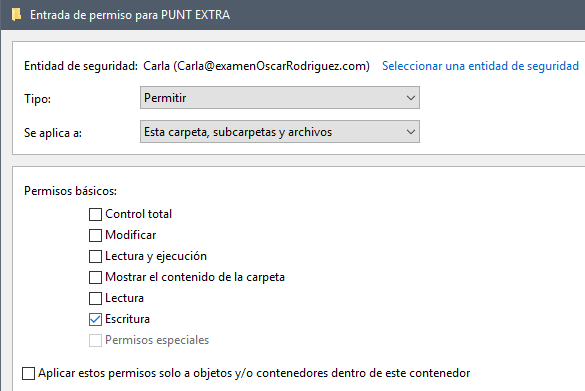 Entrada de permiso para PUNT EXTRA
Entidad de seguridad: Carla (Carla@examenOscarRodriguez.com) Seleccionar una entidad de seguridad
Tipo: Permitir
Se aplica a: Esta carpeta, subcarpetas y archivos
Permisos básicos:
Control total
Modificar
Lectura y ejecución
Mostrar el contenido de la carpeta
Lectura
Escritura
Permisos especiales
Aplicar estos permisos solo a objetos y/o contenedores dentro de este contenedor